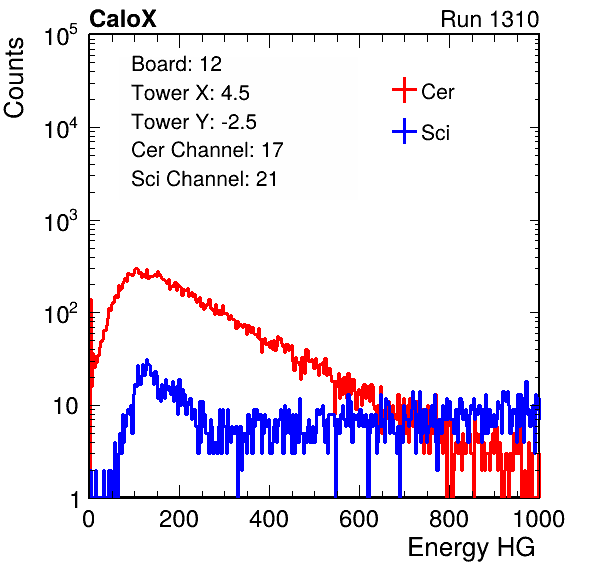 CaloX Run 1310
Counts
10^5
10^4
10^3
10^2
10
1
Board: 12
Tower X: 4.5
Tower Y: -2.5
Cer Channel: 17
Sci Channel: 21
Cer
Sci
0 200 400 600 800 1000
Energy HG